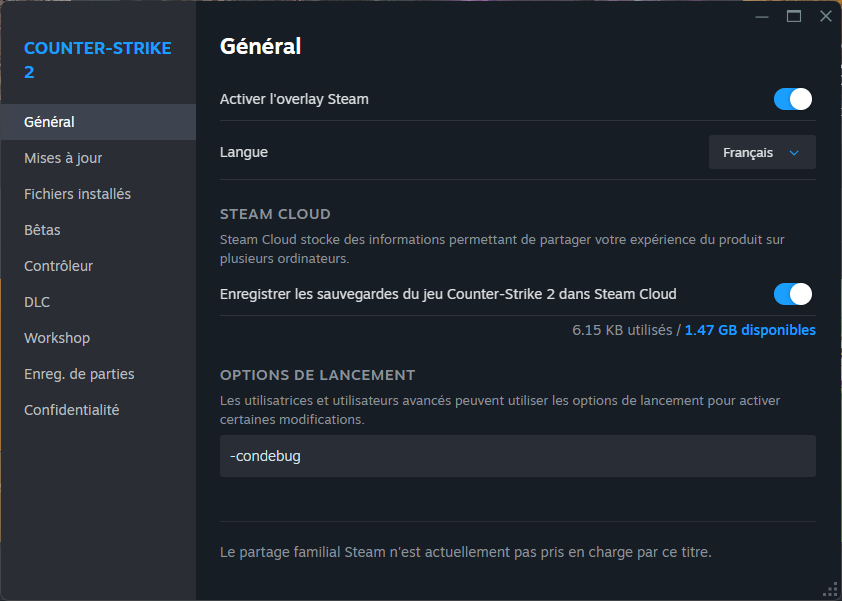 COUNTER-STRIKE
2
Général
Mises à jour
Fichiers installés
Bêtas
Contrôleur
DLC
Workshop
Enreg. de parties
Confidentialité
Général
Activer l'overlay Steam
Langue
Français
STEAM CLOUD
Steam Cloud stocke des informations permettant de partager votre expérience du produit sur
plusieurs ordinateurs.
Enregistrer les sauvegardes du jeu Counter-Strike 2 dans Steam Cloud
6.15 KB utilisés / 1.47 GB disponibles
OPTIONS DE LANCEMENT
Les utilisatrices et utilisateurs avancés peuvent utiliser les options de lancement pour activer
certaines modifications.
-condebug
Le partage familial Steam n'est actuellement pas pris en charge par ce titre.